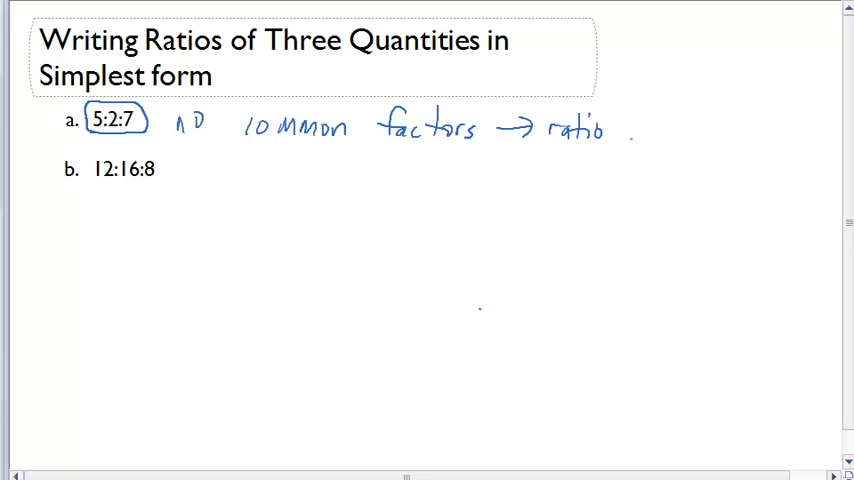 Writing Ratios of Three Quantities in
Simplest form
a. 5:2:7 no common factors → ratio
b. 12:16:8